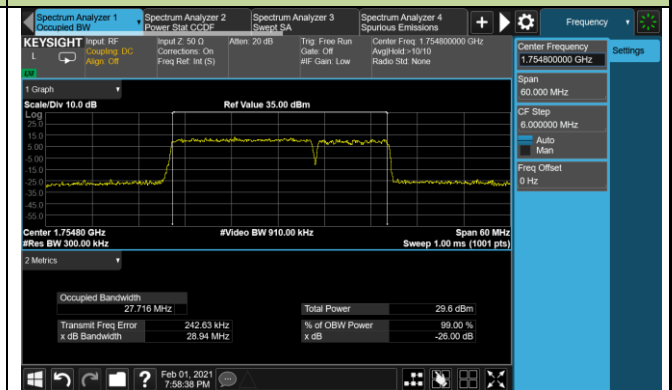 Spectrum Analyzer 1
Occupied BW
Spectrum Analyzer 2
Power Stat CCDF
Spectrum Analyzer 3
Swept SA
Spectrum Analyzer 4
Spurious Emissions
+
Frequency
KEYSIGHT
L
Input: RF
Coupling: DC
Align: Off
Input Z: 50 Ω
Corrections: On
Freq Ref: Int (S)
Atten: 20 dB
Trig: Free Run
Gate: Off
#IF Gain: Low
Center Freq: 1.754800000 GHz
Avg|Hold:>10/10
Radio Std: None
Center Frequency
1.754800000 GHz
Settings
Span
60.000 MHz
CF Step
6.000000 MHz
Auto
Man
Freq Offset
0 Hz
1 Graph
Scale/Div 10.0 dB
Ref Value 35.00 dBm
Log
25.0
15.0
5.00
-5.00
-15.0
-25.0
-35.0
-45.0
-55.0
Center 1.75480 GHz
#Video BW 910.00 kHz
Span 60 MHz
#Res BW 300.00 kHz
Sweep 1.00 ms (1001 pts)
2 Metrics
Occupied Bandwidth
27.716 MHz
Total Power
29.6 dBm
Transmit Freq Error
242.63 kHz
% of OBW Power
99.00 %
x dB Bandwidth
28.94 MHz
x dB
-26.00 dB
?
Feb 01, 2021
7:58:38 PM